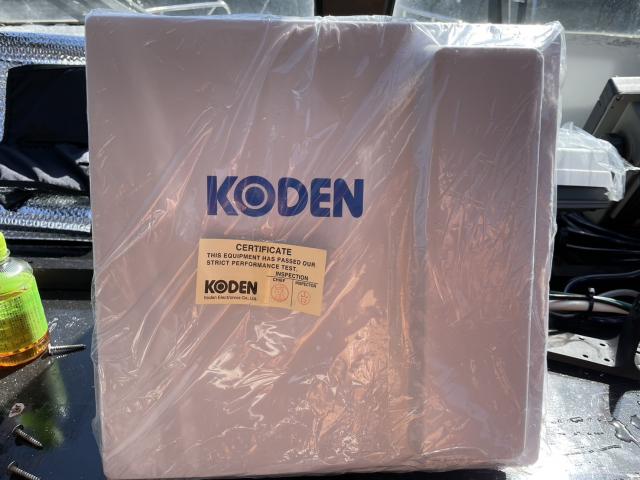 KODEN
CERTIFICATE
THIS EQUIPMENT HAS PASSED OUR
STRICT PERFORMANCE TEST.
INSPECTION
CHIEF INSPECTOR
KODEN
Koden Electronics Co., Ltd.